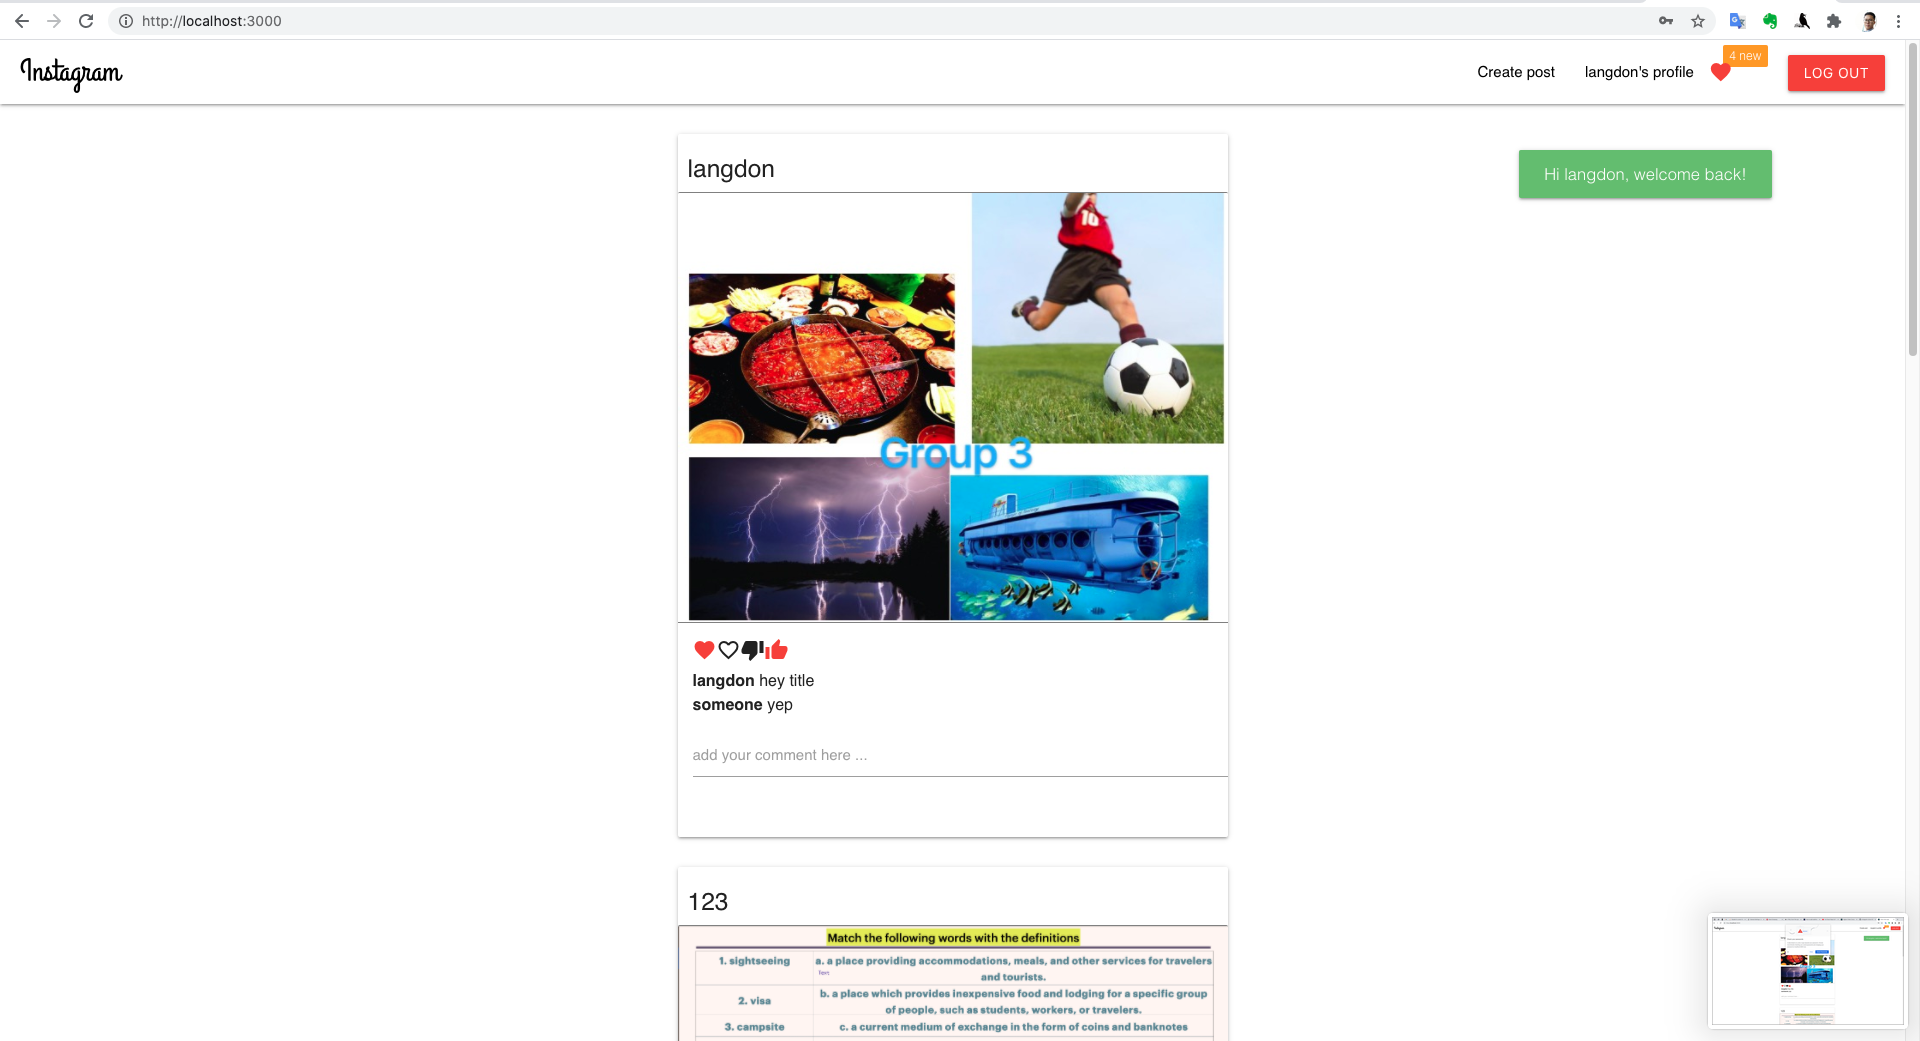 http://localhost:3000
Instagram
Create post
langdon's profile
4 new
LOG OUT
Hi langdon, welcome back!
langdon
10
Group 3
langdon hey title
someone yep
add your comment here ...
123
Match the following words with the definitions
1. sightseeing
a. a place providing accommodations, meals, and other services for travelers
and tourists.
Text
2. visa
b. a place which provides inexpensive food and lodging for a specific group
of people, such as students, workers, or travelers.
3. campsite
c. a current medium of exchange in the form of coins and banknotes